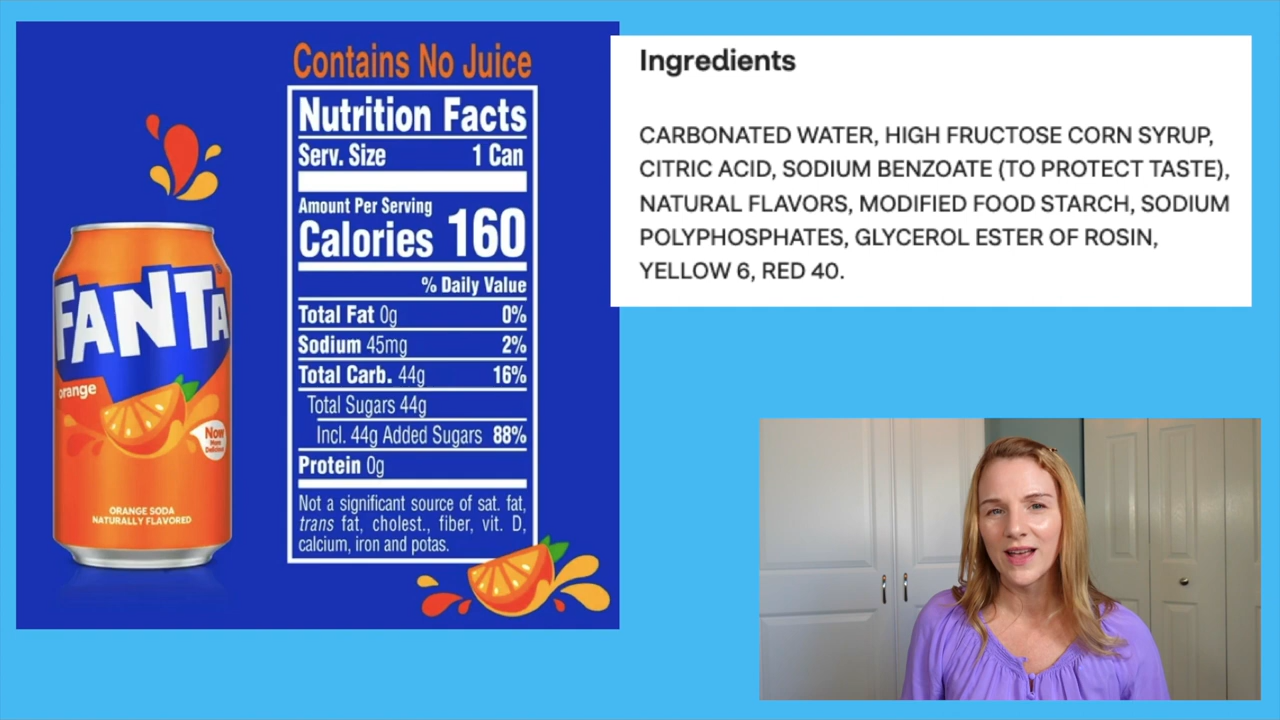 Contains No Juice
Nutrition Facts
Serv. Size 1 Can
Amount Per Serving
Calories 160
% Daily Value
Total Fat 0g 0%
Sodium 45mg 2%
Total Carb. 44g 16%
Total Sugars 44g
Incl. 44g Added Sugars 88%
Protein 0g
Not a significant source of sat. fat,
trans fat, cholest., fiber, vit. D,
calcium, iron and potas.
FANTA
orange
Now
More
Delicious!
ORANGE SODA
NATURALLY FLAVORED
Ingredients
CARBONATED WATER, HIGH FRUCTOSE CORN SYRUP,
CITRIC ACID, SODIUM BENZOATE (TO PROTECT TASTE),
NATURAL FLAVORS, MODIFIED FOOD STARCH, SODIUM
POLYPHOSPHATES, GLYCEROL ESTER OF ROSIN,
YELLOW 6, RED 40.